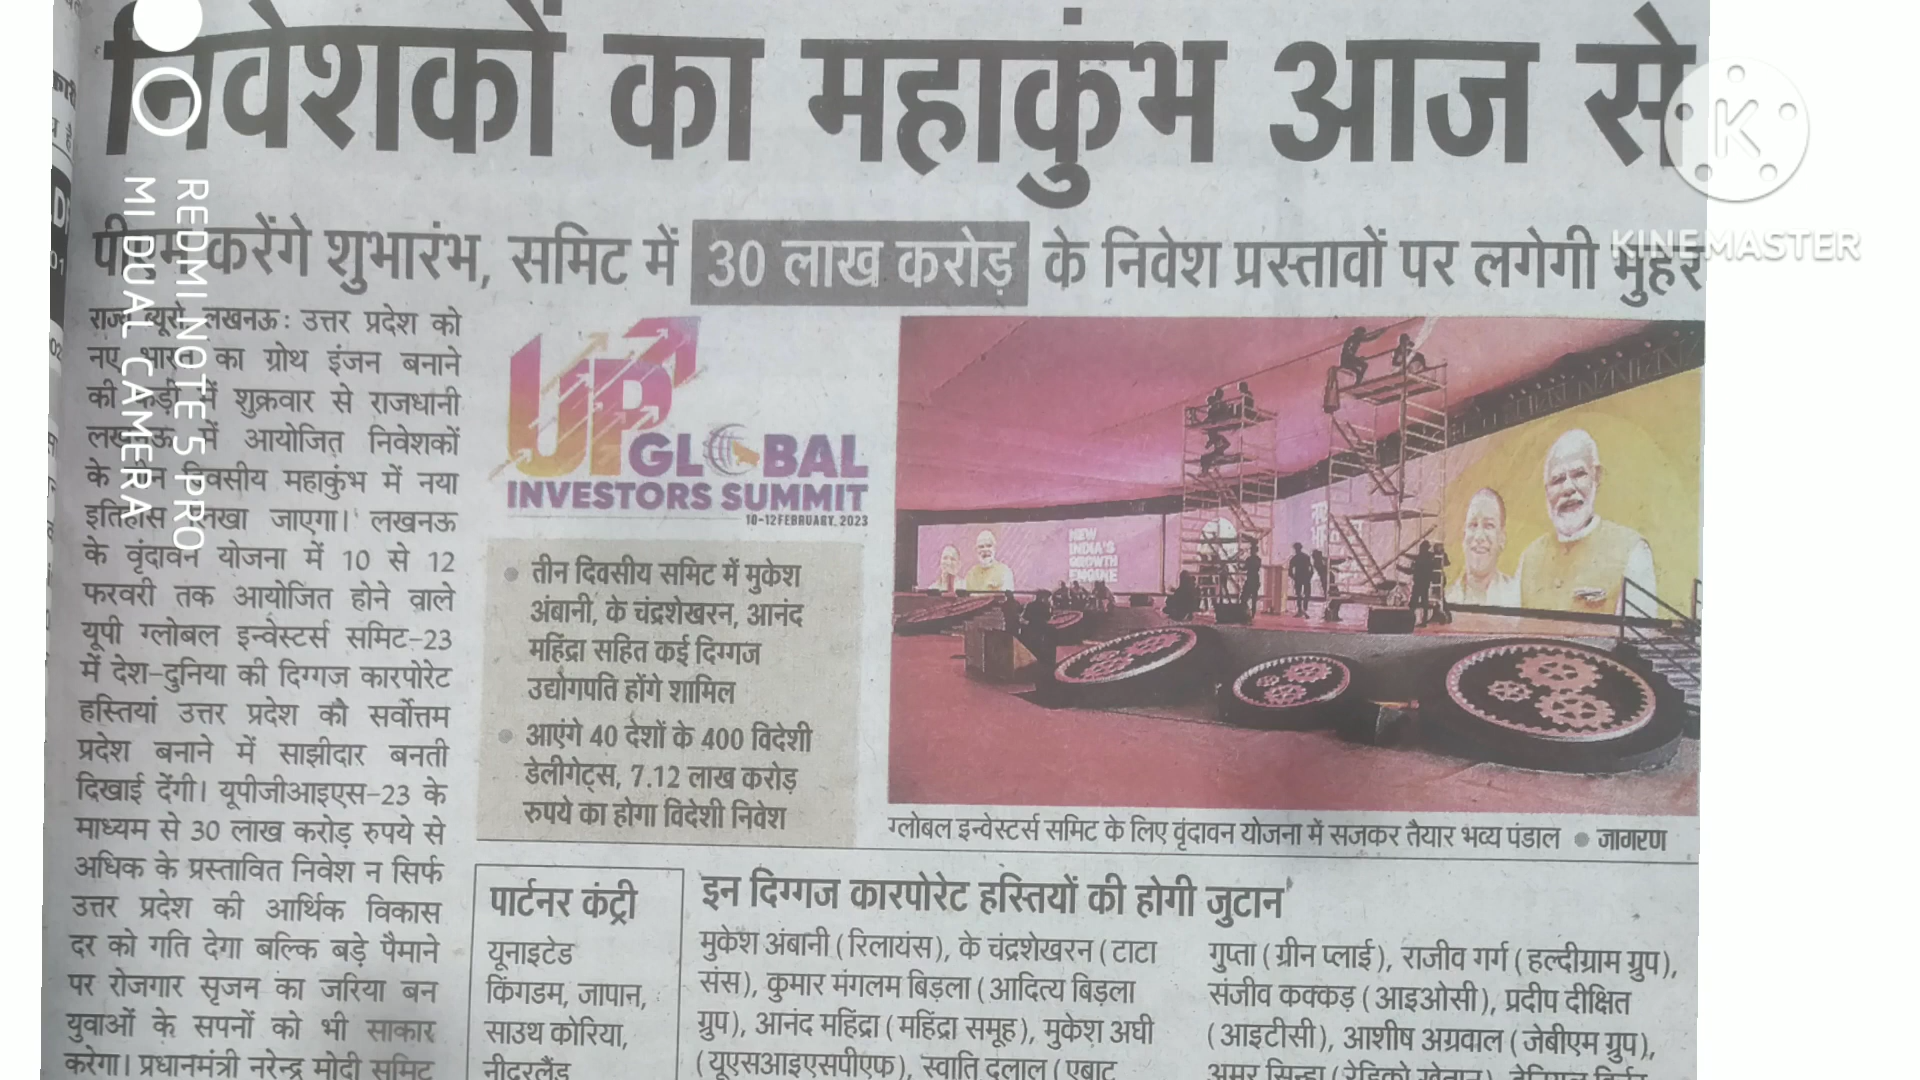 निवेशकों का महाकुंभ आज से
पीएम करेंगे शुभारंभ, समिट में 30 लाख करोड़ के निवेश प्रस्तावों पर लगेगी मुहर
राज्य ब्यूरो, लखनऊ: उत्तर प्रदेश को
नए भारत का ग्रोथ इंजन बनाने
की कड़ी में शुक्रवार से राजधानी
लखनऊ में आयोजित निवेशकों
के तीन दिवसीय महाकुंभ में नया
इतिहास लिखा जाएगा। लखनऊ
के वृंदावन योजना में 10 से 12
फरवरी तक आयोजित होने वाले
यूपी ग्लोबल इन्वेस्टर्स समिट-23
में देश-दुनिया की दिग्गज कारपोरेट
हस्तियां उत्तर प्रदेश को सर्वोत्तम
प्रदेश बनाने में साझीदार बनती
दिखाई देंगी। यूपीजीआइएस-23 के
माध्यम से 30 लाख करोड़ रुपये से
अधिक के प्रस्तावित निवेश न सिर्फ
उत्तर प्रदेश की आर्थिक विकास
दर को गति देगा बल्कि बड़े पैमाने
पर रोजगार सृजन का जरिया बन
युवाओं के सपनों को भी साकार
करेगा। प्रधानमंत्री नरेन्द्र मोदी समिट
UP
GLOBAL
INVESTORS SUMMIT
10-12 FEBRUARY, 2023
तीन दिवसीय समिट में मुकेश
अंबानी, के चंद्रशेखरन, आनंद
महिंद्रा सहित कई दिग्गज
उद्योगपति होंगे शामिल
आएंगे 40 देशों के 400 विदेशी
डेलीगेट्स, 7.12 लाख करोड़
रुपये का होगा विदेशी निवेश
NEW
INDIA'S
GROWTH
ENGINE
ग्लोबल इन्वेस्टर्स समिट के लिए वृंदावन योजना में सजकर तैयार भव्य पंडाल ● जागरण
पार्टनर कंट्री
यूनाइटेड
किंगडम, जापान,
साउथ कोरिया,
नीदरलैंड
इन दिग्गज कारपोरेट हस्तियों की होगी जुटान
मुकेश अंबानी (रिलायंस), के चंद्रशेखरन (टाटा
संस), कुमार मंगलम बिड़ला (आदित्य बिड़ला
ग्रुप), आनंद महिंद्रा (महिंद्रा समूह), मुकेश अघी
(यूएसआइएसपीएफ), स्वाति दलाल (एबाट
गुप्ता (ग्रीन प्लाई), राजीव गर्ग (हल्दीग्राम ग्रुप),
संजीव कक्कड़ (आइओसी), प्रदीप दीक्षित
(आइटीसी), आशीष अग्रवाल (जेबीएम ग्रुप),
अमर सिन्हा (रेडिको खेतान),
REDMI NOTE 5 PRO
MI DUAL CAMERA
K
KINEMASTER